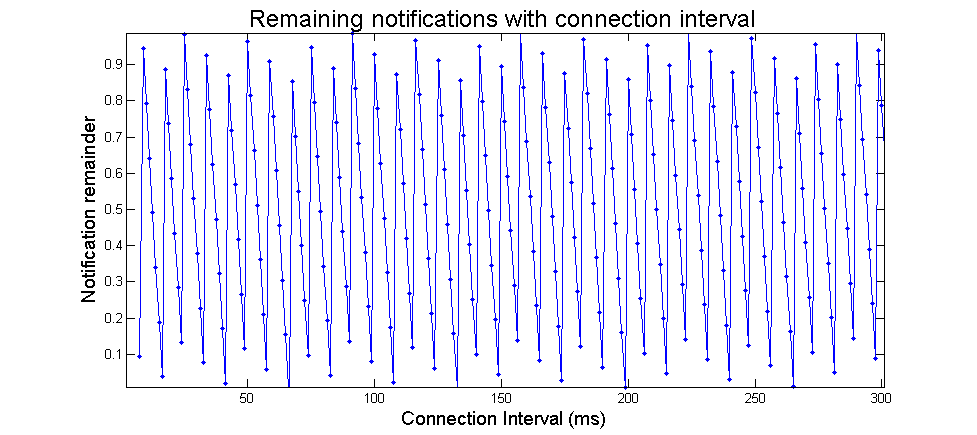 Remaining notifications with connection interval
Notification remainder
0.9
0.8
0.7
0.6
0.5
0.4
0.3
0.2
0.1
50 100 150 200 250 300
Connection Interval (ms)